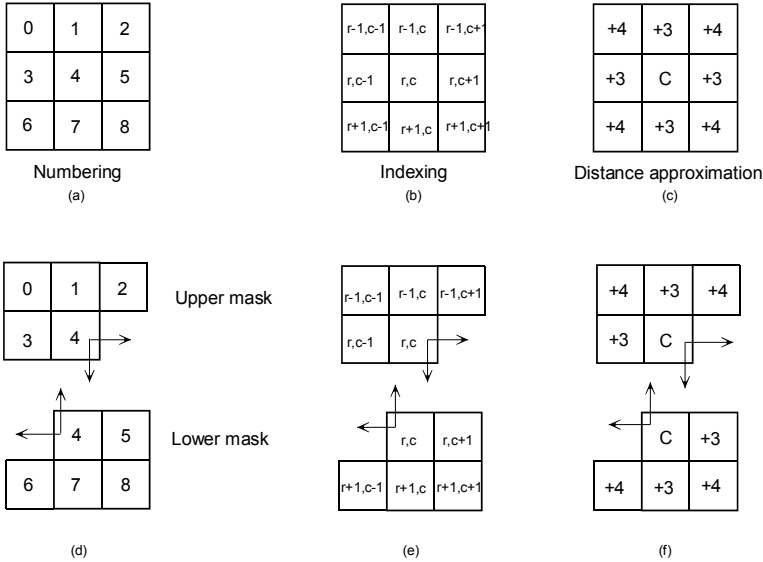 0 1 2
3 4 5
6 7 8
Numbering
(a)
r-1,c-1 r-1,c r-1,c+1
r,c-1 r,c r,c+1
r+1,c-1 r+1,c r+1,c+1
Indexing
(b)
+4 +3 +4
+3 C +3
+4 +3 +4
Distance approximation
(c)
0 1 2
3 4
Upper mask
r-1,c-1 r-1,c r-1,c+1
r,c-1 r,c
+4 +3 +4
+3 C
4 5
6 7 8
Lower mask
r,c r,c+1
r+1,c-1 r+1,c r+1,c+1
C +3
+4 +3 +4
(d)
(e)
(f)